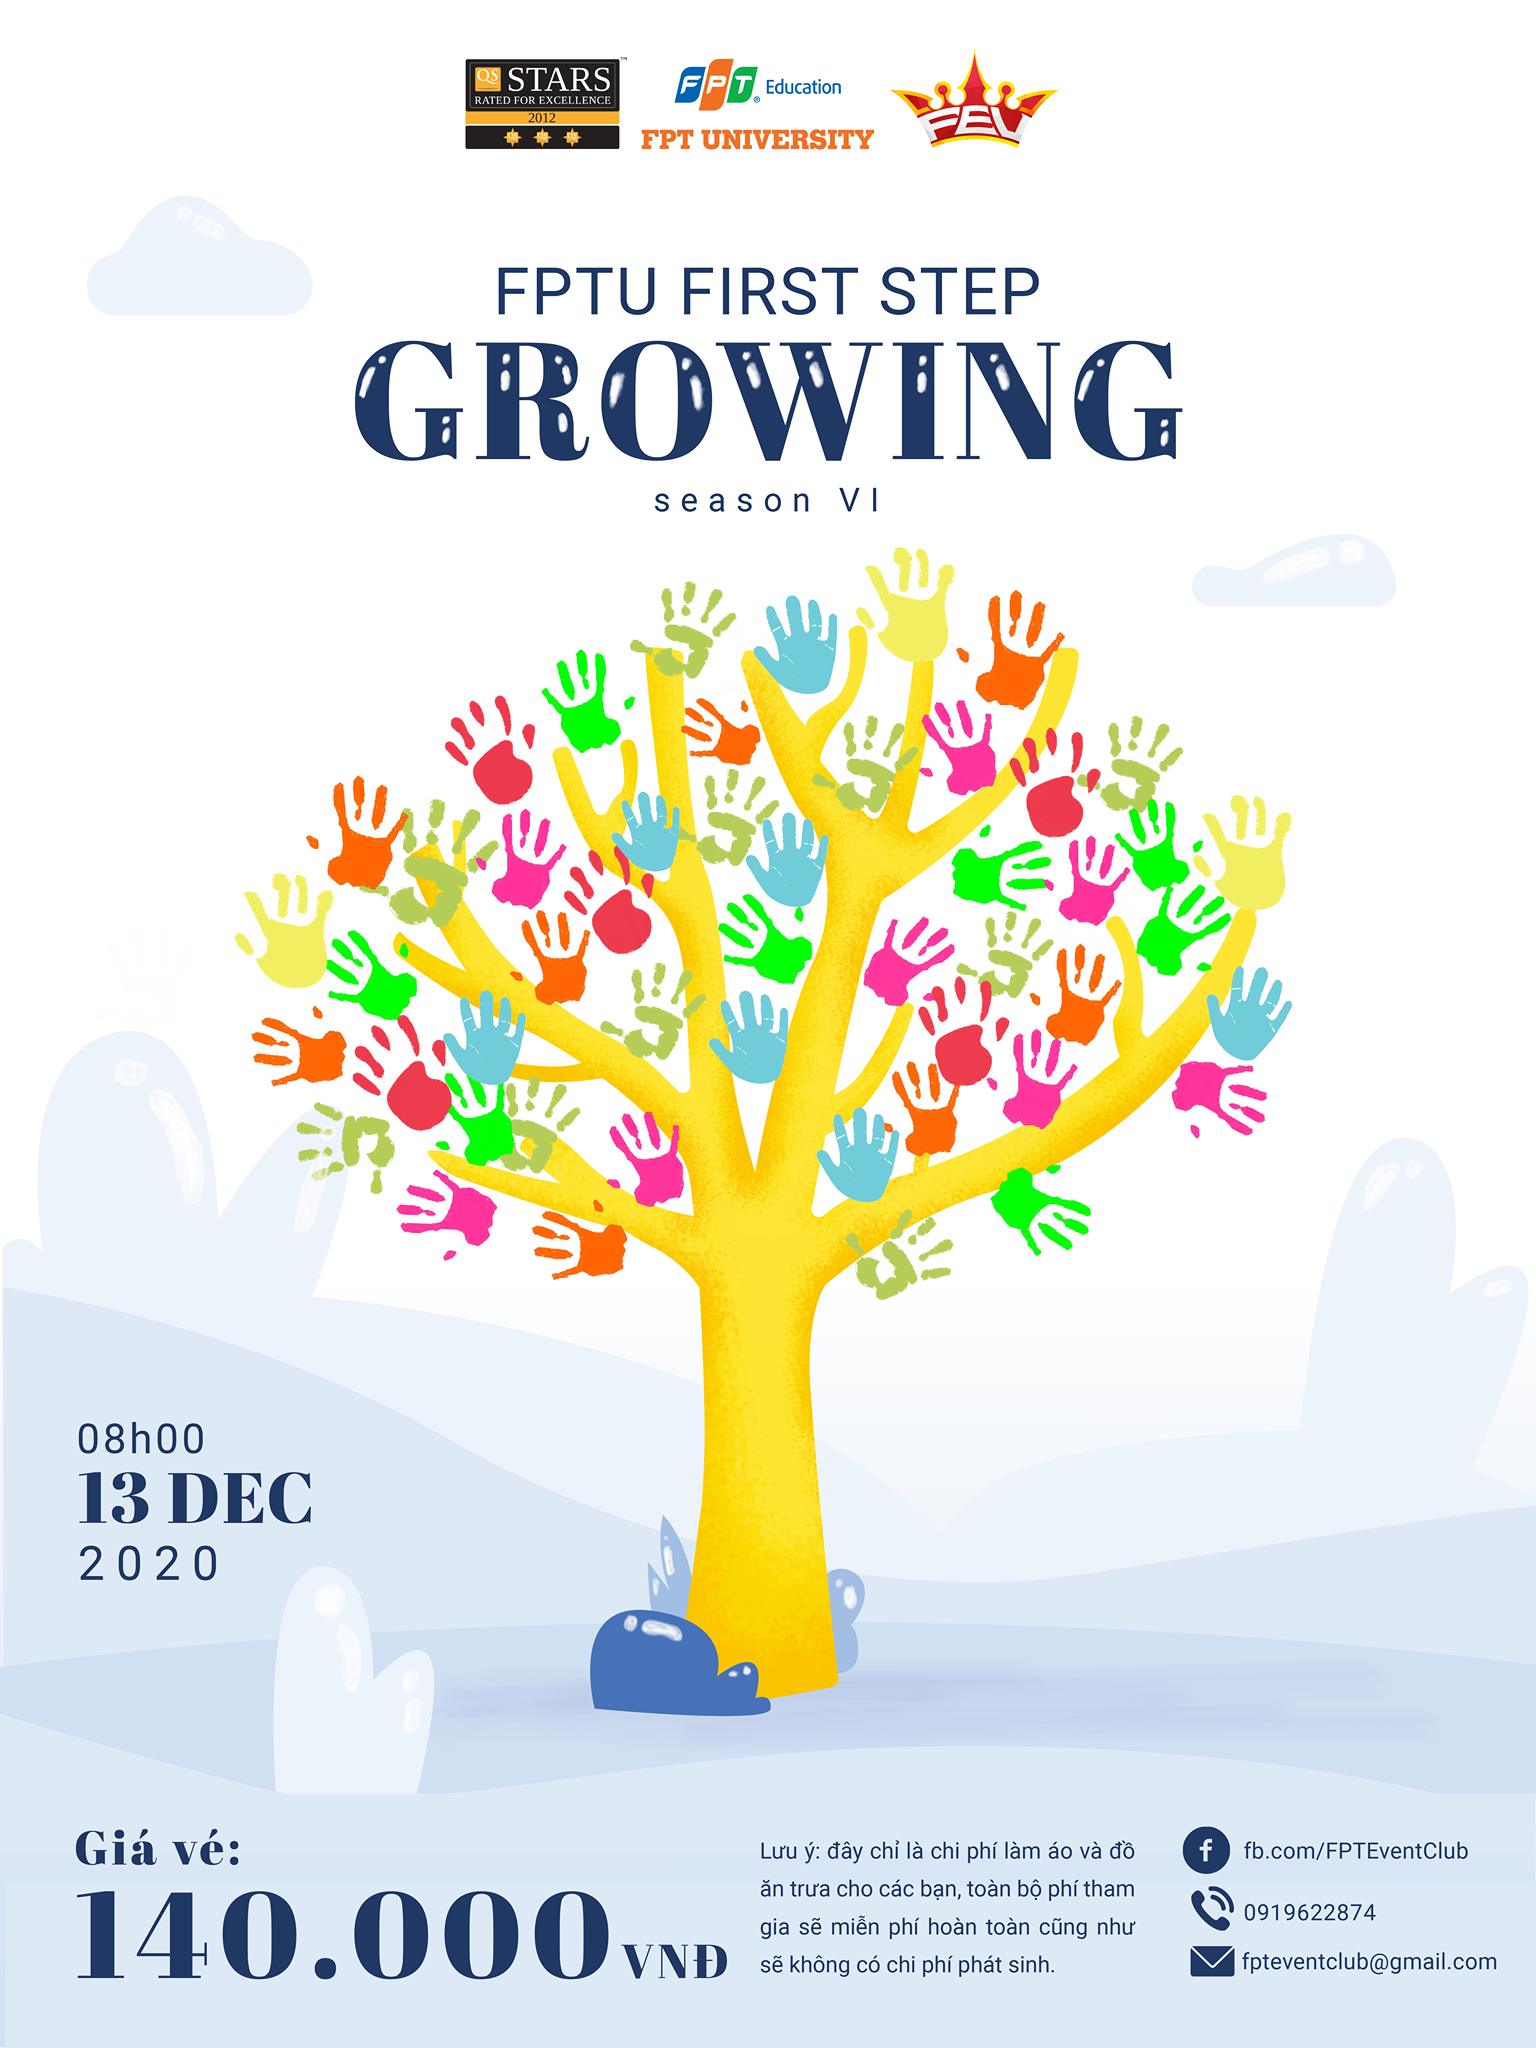 QS STARS™
RATED FOR EXCELLENCE
2012
FPT® Education
FPT UNIVERSITY
FEV
FPTU FIRST STEP
GROWING
season VI
08h00
13 DEC
2020
Giá vé:
140.000 VNĐ
Lưu ý: đây chỉ là chi phí làm áo và đồ
ăn trưa cho các bạn, toàn bộ phí tham
gia sẽ miễn phí hoàn toàn cũng như
sẽ không có chi phí phát sinh.
fb.com/FPTEventClub
0919622874
fpteventclub@gmail.com